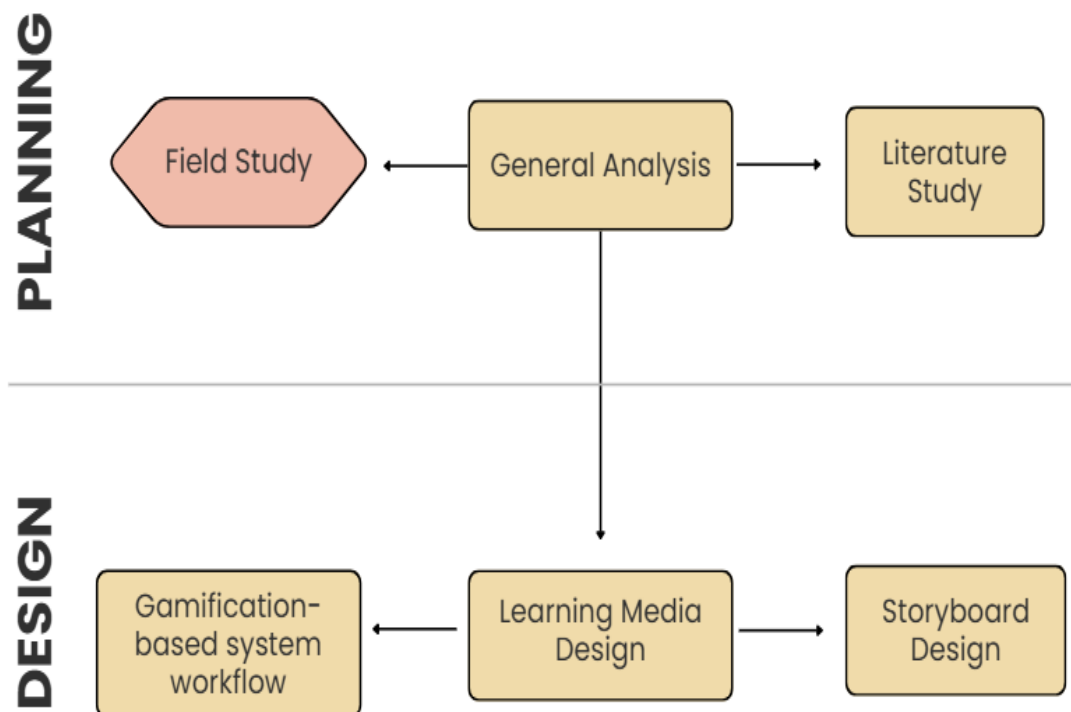 PLANNING
Field Study
General Analysis
Literature
Study
DESIGN
Gamification-
based system
workflow
Learning Media
Design
Storyboard
Design